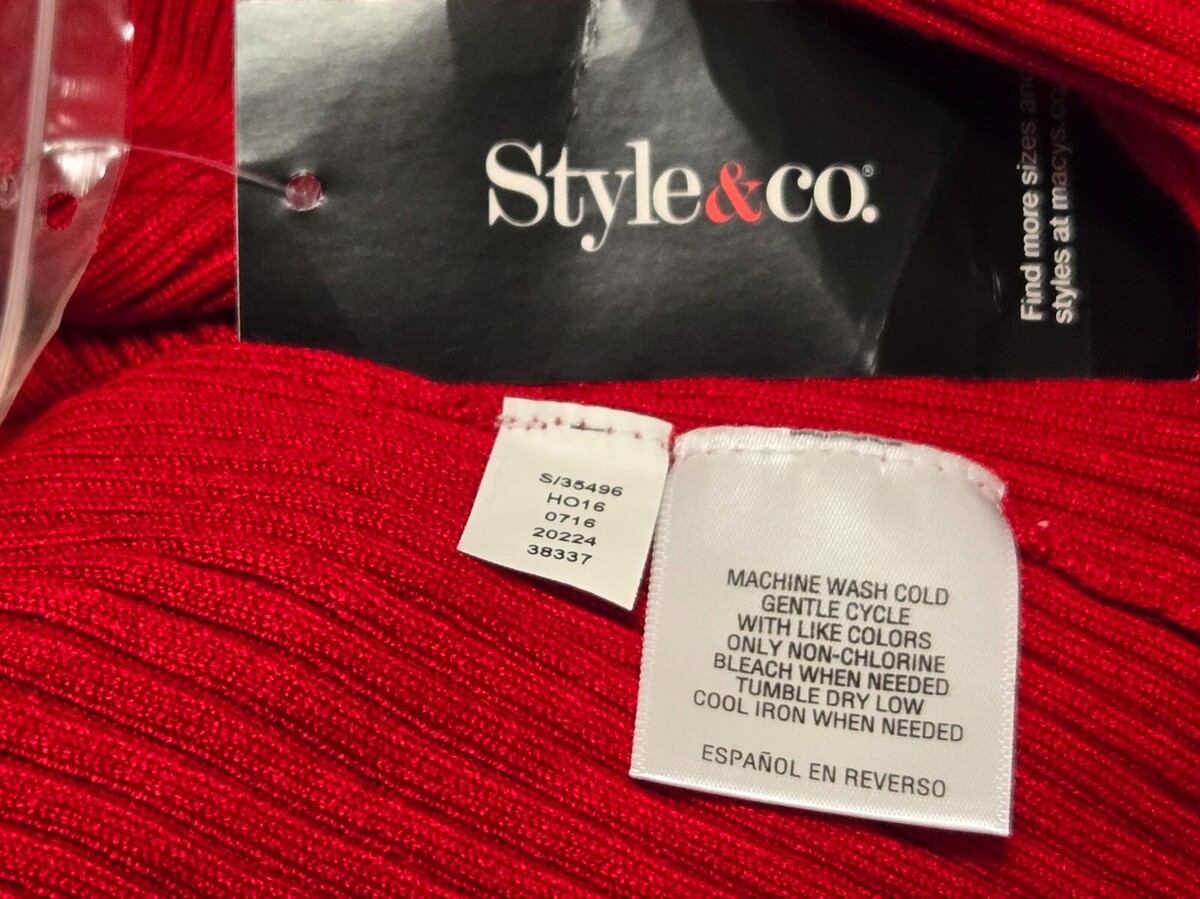 Style&co.®
Find more sizes and
styles at macys.co
S/35496
HO16
0716
20224
38337
MACHINE WASH COLD
GENTLE CYCLE
WITH LIKE COLORS
ONLY NON-CHLORINE
BLEACH WHEN NEEDED
TUMBLE DRY LOW
COOL IRON WHEN NEEDED
ESPAÑOL EN REVERSO